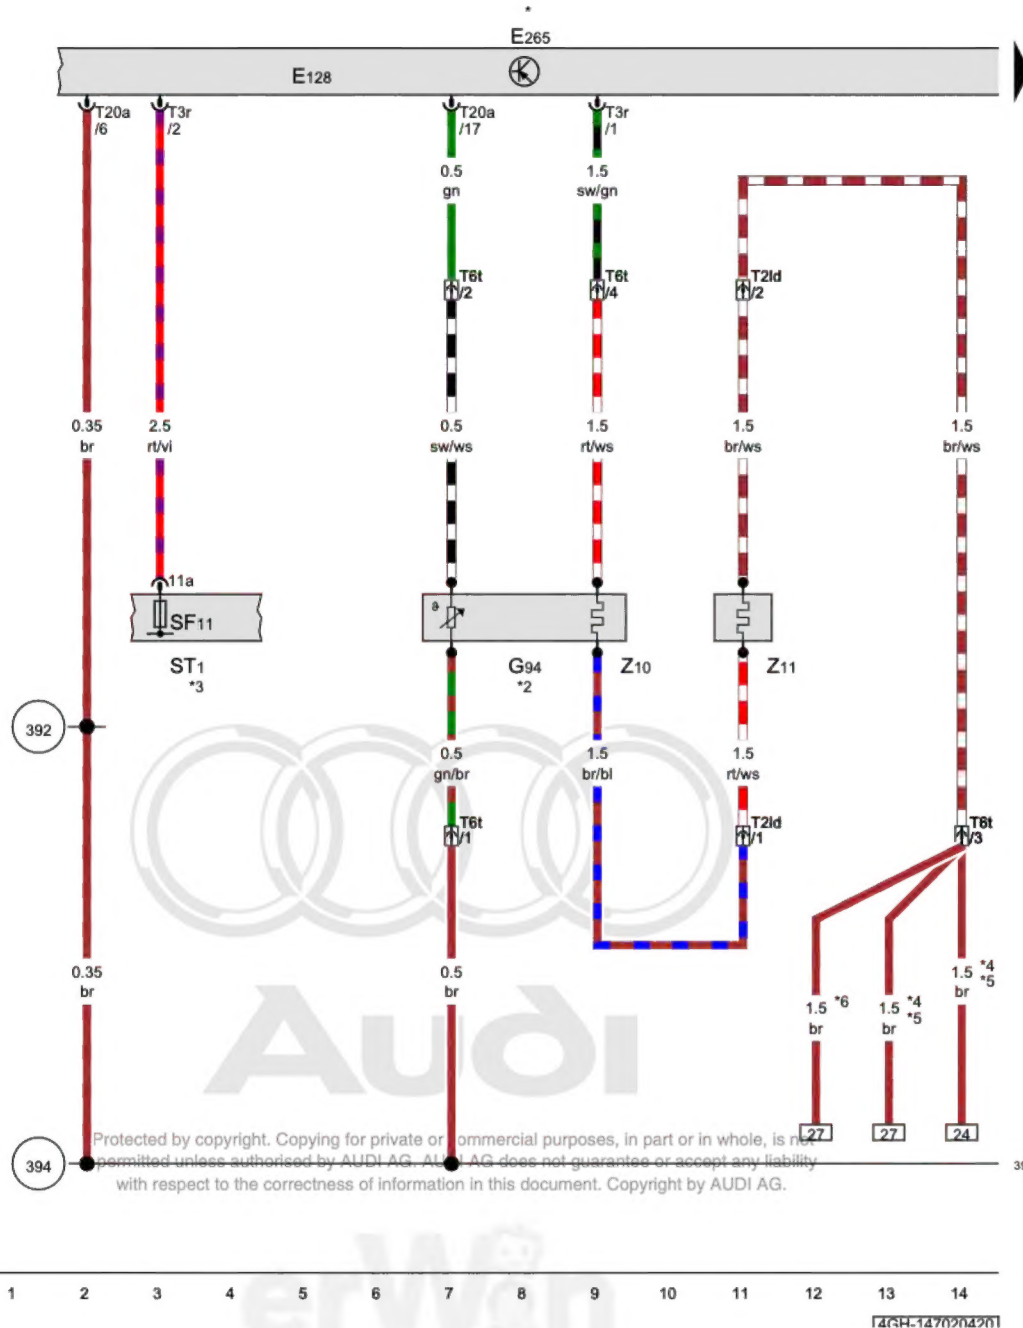 *
E265
E128
T20a
/6
T3r
/2
T20a
/17
T3r
/1
0.5
gn
1.5
sw/gn
T6t
/2
T6t
/4
T2ld
/2
0.35
br
2.5
rt/vi
0.5
sw/ws
1.5
rt/ws
1.5
br/ws
1.5
br/ws
11a
SF11
ST1
*3
G94
*2
Z10
Z11
392
0.5
gn/br
1.5
br/bl
1.5
rt/ws
T6t
/1
T2ld
/1
T6t
/3
0.35
br
0.5
br
1.5 *6
br
1.5 *4
*5
br
1.5 *4
*5
br
Audi
27
27
24
Protected by copyright. Copying for private or commercial purposes, in part or in whole, is not
permitted unless authorised by AUDI AG. AUDI AG does not guarantee or accept any liability
with respect to the correctness of information in this document. Copyright by AUDI AG.
394
erWin
1 2 3 4 5 6 7 8 9 10 11 12 13 14
4GH-147020420